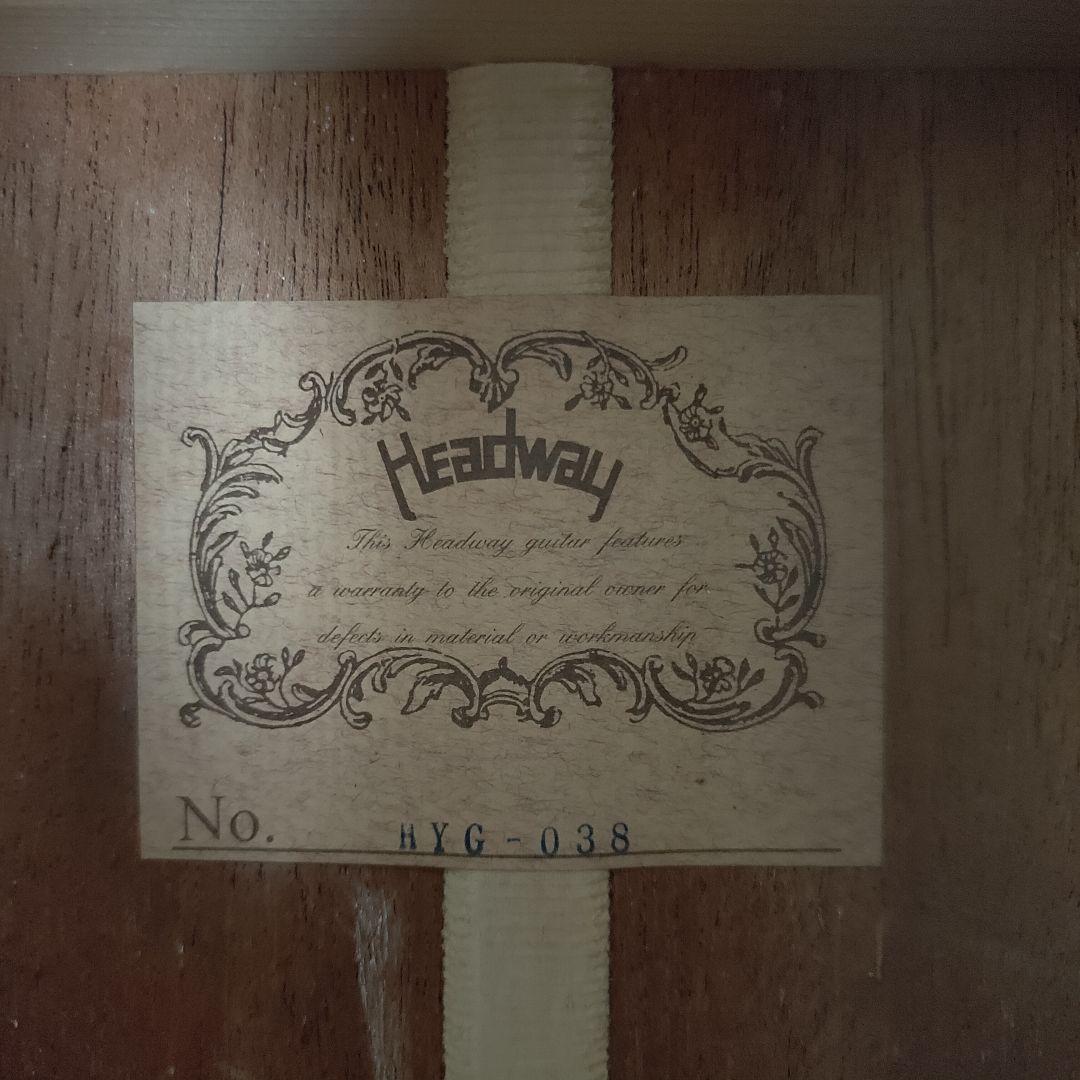 Headway
This Headway guitar features
a warranty to the original owner for
defects in material or workmanship
No. HYG-038